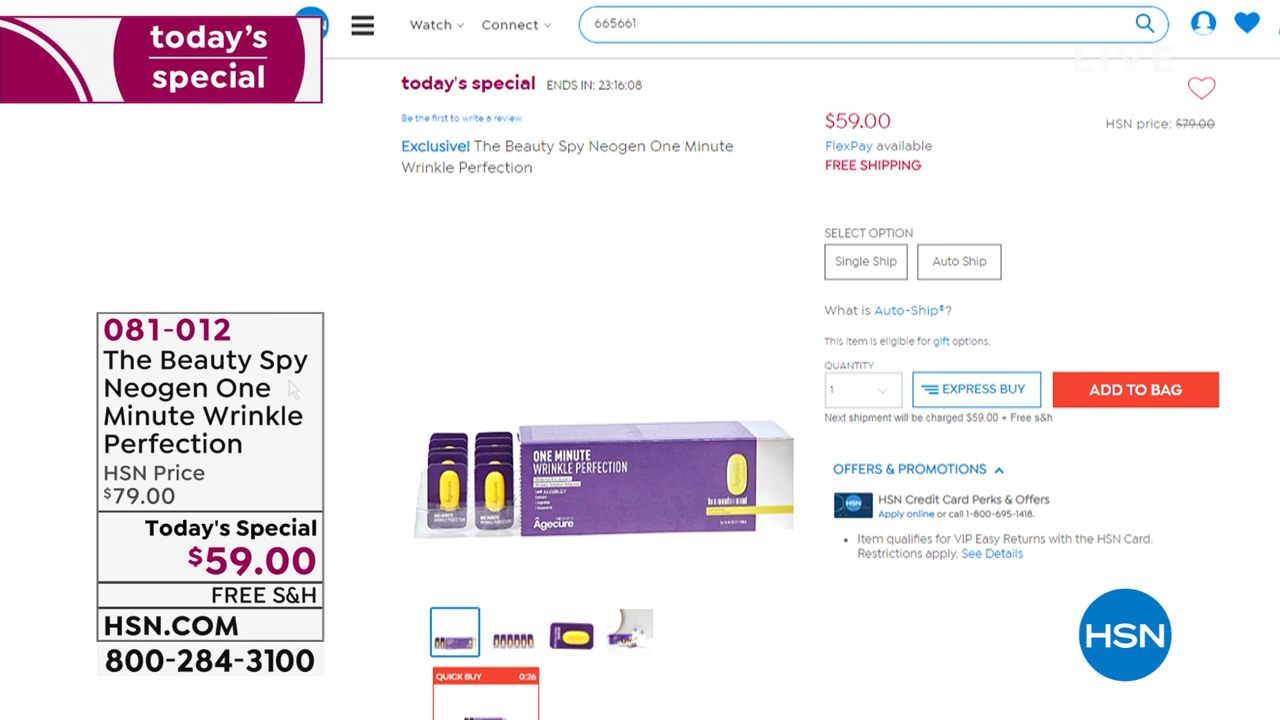 today's
special
Watch
Connect
665661
LIVE
today's special ENDS IN: 23:16:08
Be the first to write a review
Exclusive! The Beauty Spy Neogen One Minute
Wrinkle Perfection
$59.00
HSN price: $79.00
FlexPay available
FREE SHIPPING
SELECT OPTION
Single Ship
Auto Ship
What is Auto-Ship®?
This item is eligible for gift options.
QUANTITY
1
EXPRESS BUY
ADD TO BAG
Next shipment will be charged $59.00 + Free s&h
OFFERS & PROMOTIONS
HSN
HSN Credit Card Perks & Offers
Apply online or call 1-800-695-1418.
Item qualifies for VIP Easy Returns with the HSN Card.
Restrictions apply. See Details
ONE MINUTE
WRINKLE PERFECTION
Agecure
Agecure
Agecure
QUICK BUY 0:26
081-012
The Beauty Spy
Neogen One
Minute Wrinkle
Perfection
HSN Price
$79.00
Today's Special
$59.00
FREE S&H
HSN.COM
800-284-3100
HSN